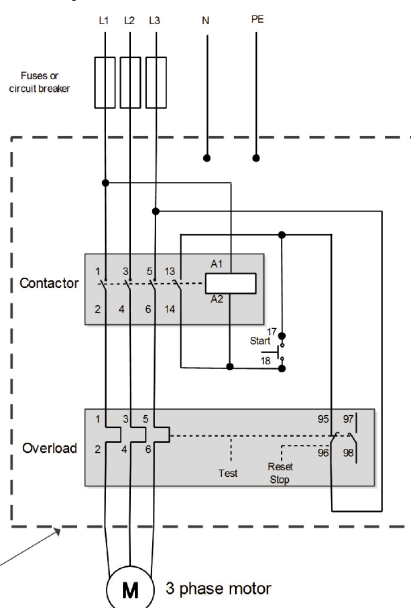 L1 L2 L3 N PE
Fuses or
circuit breaker
Contactor
1 3 5 13 A1
2 4 6 14 A2
17
Start
18
Overload
1 3 5 95 97
2 4 6 96 98
Test
Reset
Stop
M 3 phase motor